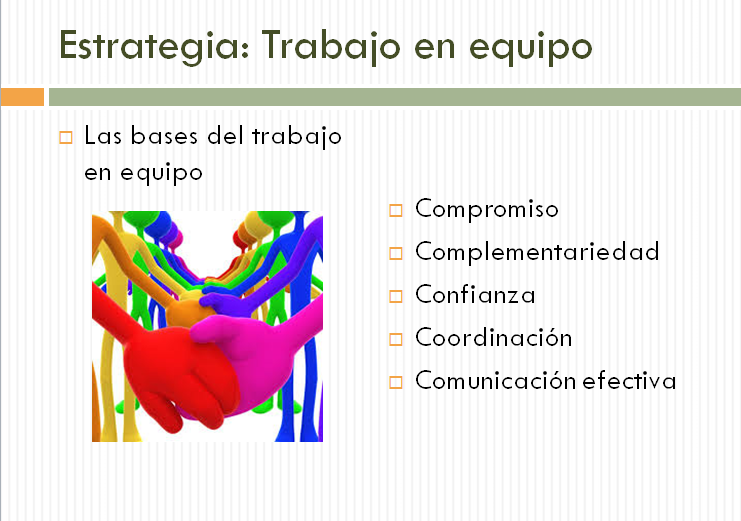 Estrategia: Trabajo en equipo
Las bases del trabajo
en equipo
Compromiso
Complementariedad
Confianza
Coordinación
Comunicación efectiva